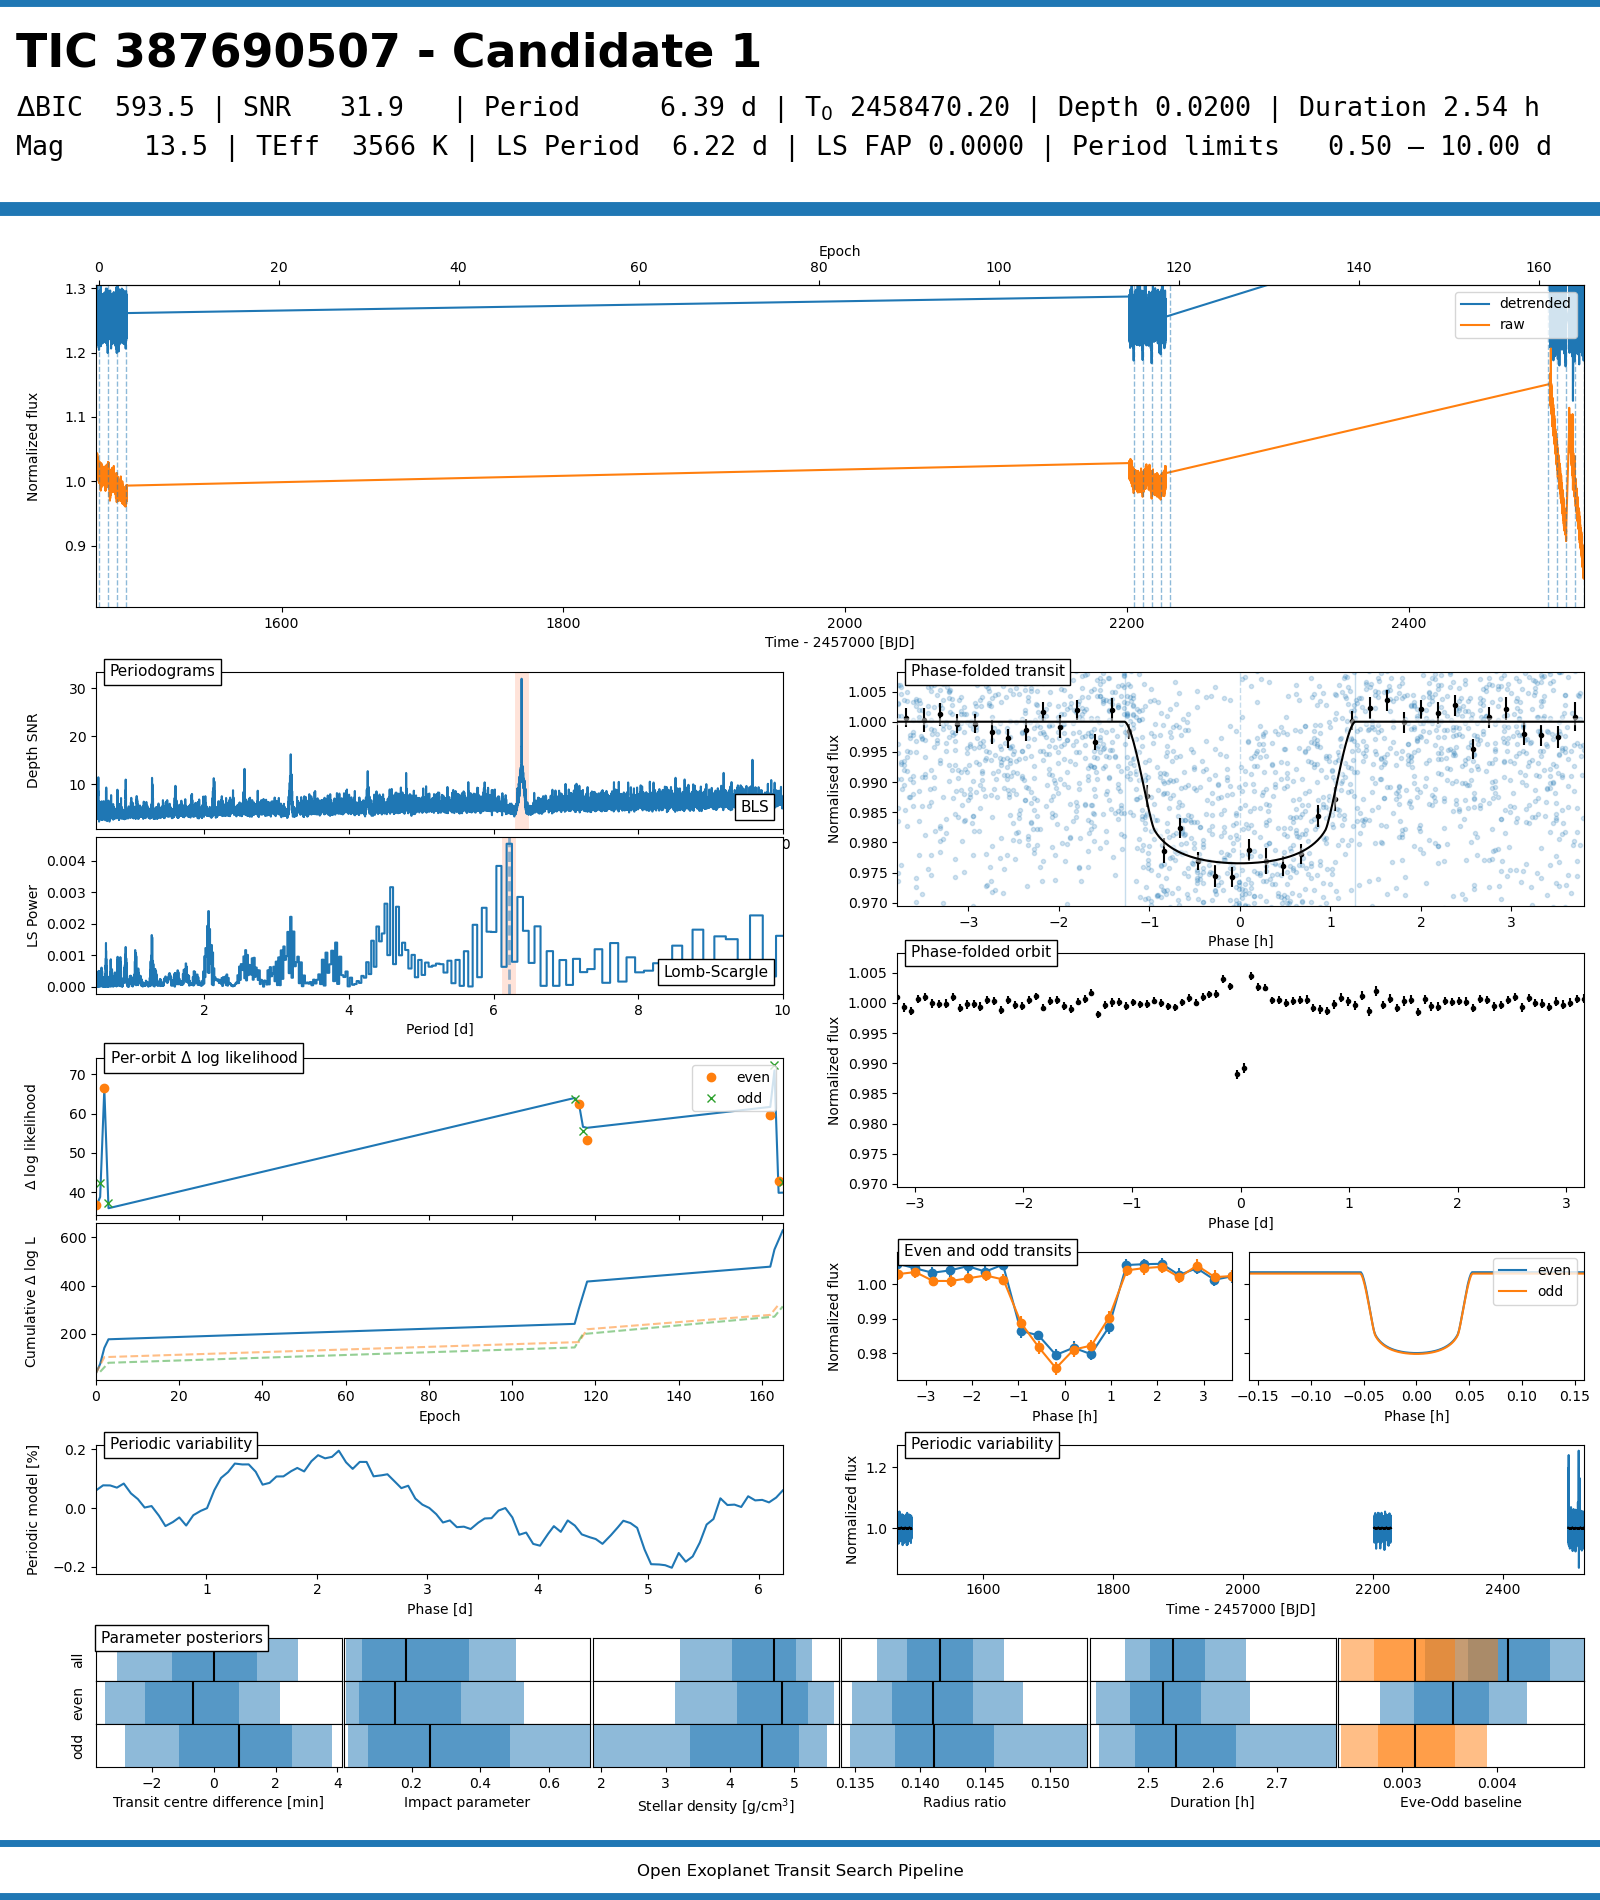 TIC 387690507 - Candidate 1
ΔBIC 593.5 | SNR 31.9 | Period 6.39 d | T0 2458470.20 | Depth 0.0200 | Duration 2.54 h
Mag 13.5 | TEff 3566 K | LS Period 6.22 d | LS FAP 0.0000 | Period limits 0.50 — 10.00 d
Epoch
0 20 40 60 80 100 120 140 160
1.3
1.2
1.1
1.0
0.9
Normalized flux
detrended
raw
1600 1800 2000 2200 2400
Time - 2457000 [BJD]
Periodograms
30
20
10
Depth SNR
BLS
0
0.004
0.003
0.002
0.001
0.000
LS Power
Lomb-Scargle
2 4 6 8 10
Period [d]
Phase-folded transit
1.005
1.000
0.995
0.990
0.985
0.980
0.975
0.970
Normalised flux
−3 −2 −1 0 1 2 3
Phase [h]
Phase-folded orbit
1.005
1.000
0.995
0.990
0.985
0.980
0.975
0.970
Normalized flux
−3 −2 −1 0 1 2 3
Phase [d]
Per-orbit Δ log likelihood
70
60
50
40
Δ log likelihood
even
odd
600
400
200
Cumulative Δ log L
0 20 40 60 80 100 120 140 160
Epoch
Even and odd transits
1.00
0.99
0.98
Normalized flux
−3 −2 −1 0 1 2 3
Phase [h]
even
odd
−0.15 −0.10 −0.05 0.00 0.05 0.10 0.15
Phase [h]
Periodic variability
0.2
0.0
−0.2
Periodic model [%]
1 2 3 4 5 6
Phase [d]
Periodic variability
1.2
1.0
Normalized flux
1600 1800 2000 2200 2400
Time - 2457000 [BJD]
Parameter posteriors
all
even
odd
−2 0 2 4
Transit centre difference [min]
0.2 0.4 0.6
Impact parameter
2 3 4 5
Stellar density [g/cm3]
0.135 0.140 0.145 0.150
Radius ratio
2.5 2.6 2.7
Duration [h]
0.003 0.004
Eve-Odd baseline
Open Exoplanet Transit Search Pipeline